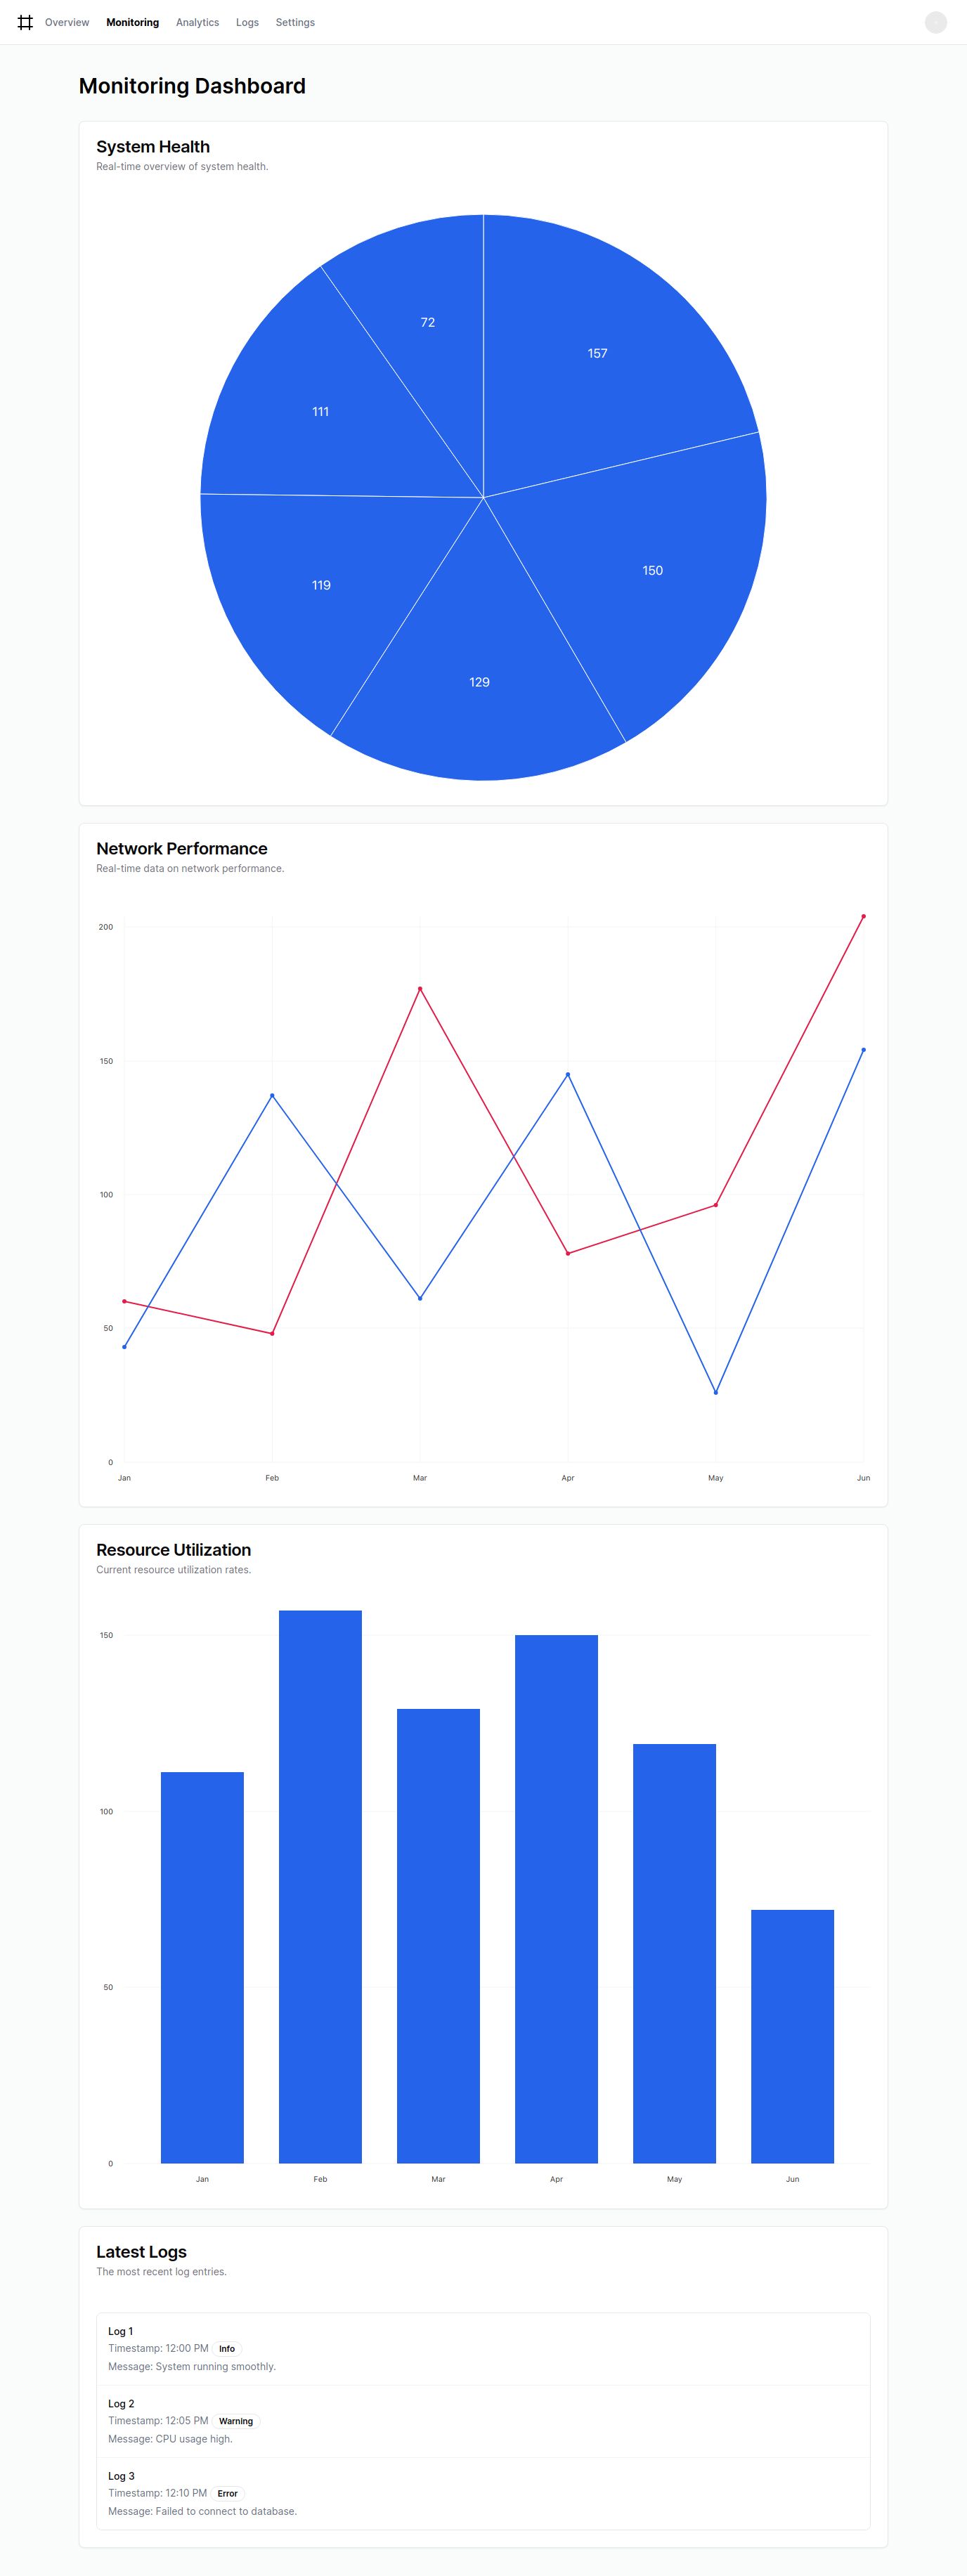 Overview Monitoring Analytics Logs Settings
Monitoring Dashboard
System Health
Real-time overview of system health.
72
157
111
150
119
129
Network Performance
Real-time data on network performance.
200
150
100
50
0
Jan Feb Mar Apr May Jun
Resource Utilization
Current resource utilization rates.
150
100
50
0
Jan Feb Mar Apr May Jun
Latest Logs
The most recent log entries.
Log 1
Timestamp: 12:00 PM Info
Message: System running smoothly.
Log 2
Timestamp: 12:05 PM Warning
Message: CPU usage high.
Log 3
Timestamp: 12:10 PM Error
Message: Failed to connect to database.